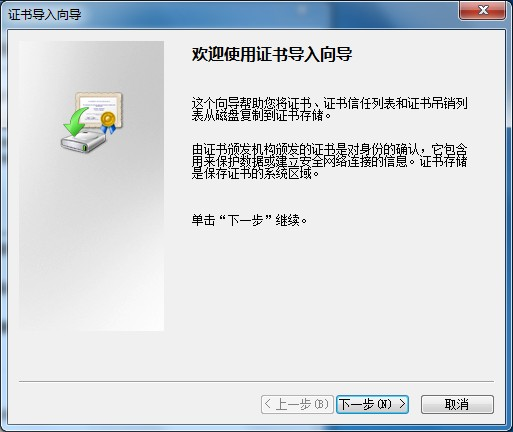 证书导入向导
欢迎使用证书导入向导
这个向导帮助您将证书、证书信任列表和证书吊销列
表从磁盘复制到证书存储。
由证书颁发机构颁发的证书是对身份的确认，它包含
用来保护数据或建立安全网络连接的信息。证书存储
是保存证书的系统区域。
单击“下一步”继续。
< 上一步(B) 下一步(N) > 取消